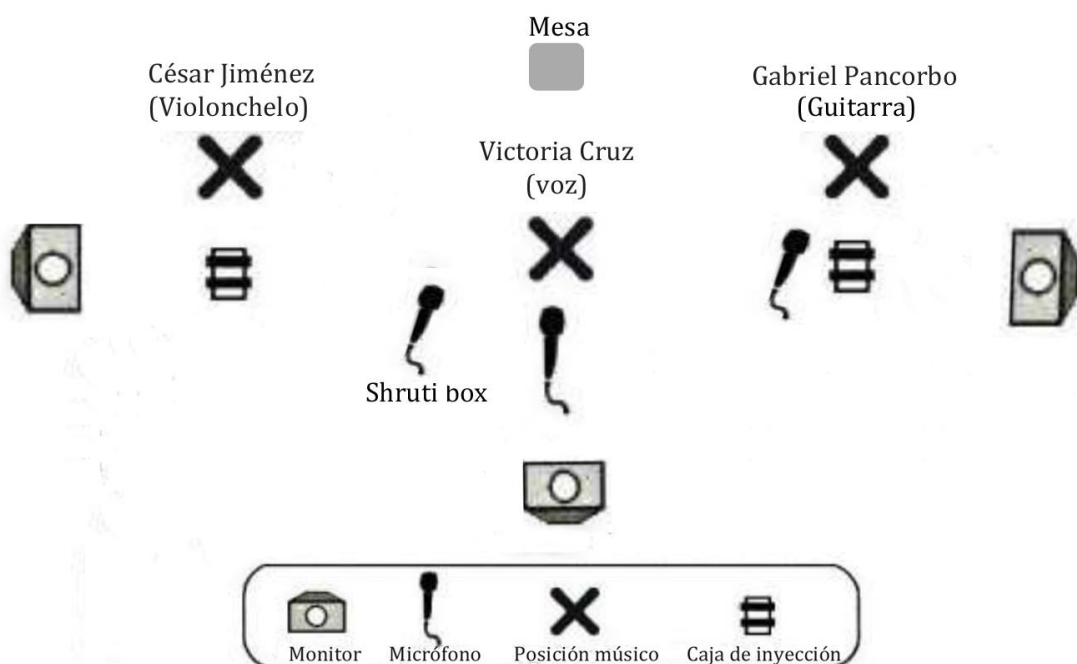 Mesa
César Jiménez
(Violonchelo)
Gabriel Pancorbo
(Guitarra)
Victoria Cruz
(voz)
Shruti box
Monitor
Micrófono
Posición músico
Caja de inyección